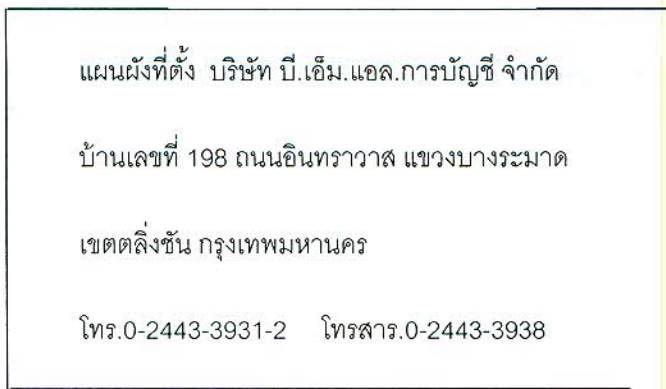 แผนผังที่ตั้ง บริษัท บี.เอ็ม.แอล.การบัญชี จำกัด
บ้านเลขที่ 198 ถนนอินทราวาส แขวงบางระมาด
เขตตลิ่งชัน กรุงเทพมหานคร
โทร.0-2443-3931-2 โทรสาร.0-2443-3938